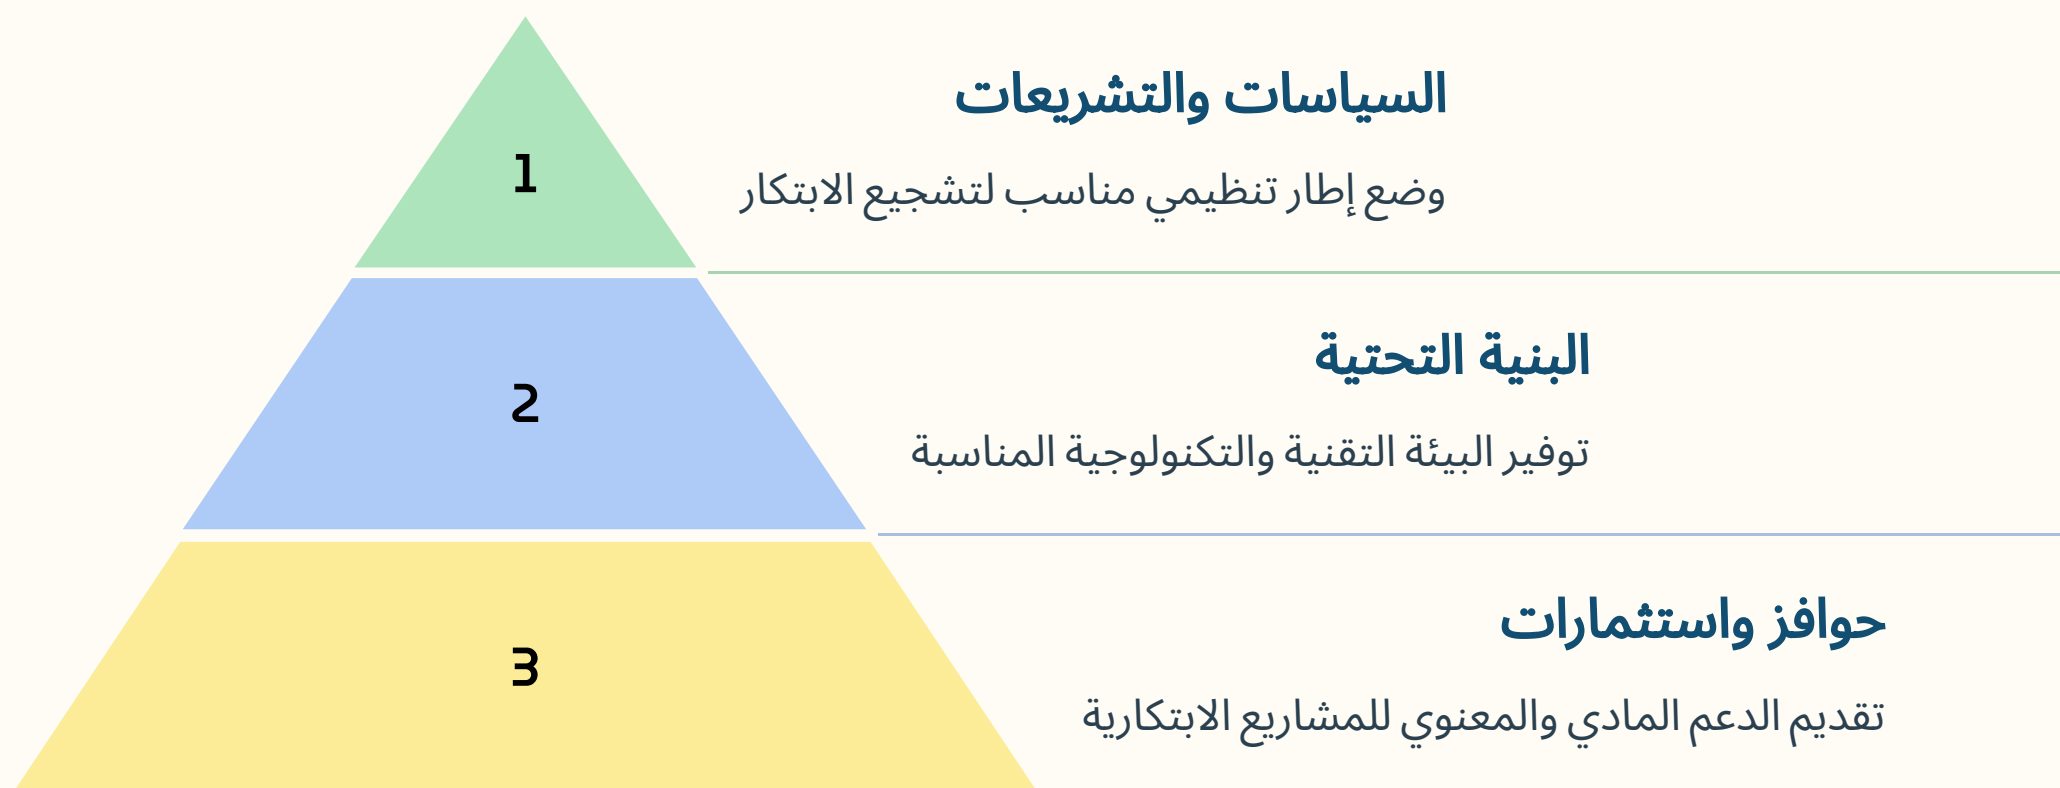 1
السياسات والتشريعات
وضع إطار تنظيمي مناسب لتشجيع الابتكار
2
البنية التحتية
توفير البيئة التقنية والتكنولوجية المناسبة
3
حوافز واستثمارات
تقديم الدعم المادي والمعنوي للمشاريع الابتكارية